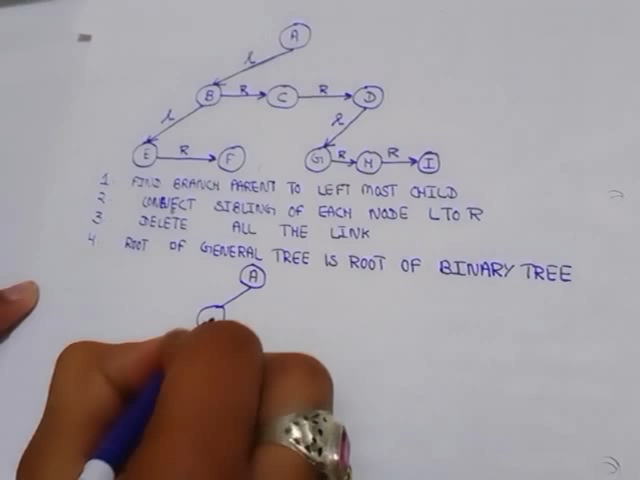 A
l
B R C R D
l l
E R F G R H R I
1 FIND BRANCH PARENT TO LEFT MOST CHILD
2 CONNECT SIBLING OF EACH NODE L TO R
3 DELETE ALL THE LINK
4 ROOT OF GENERAL TREE IS ROOT OF BINARY TREE
A